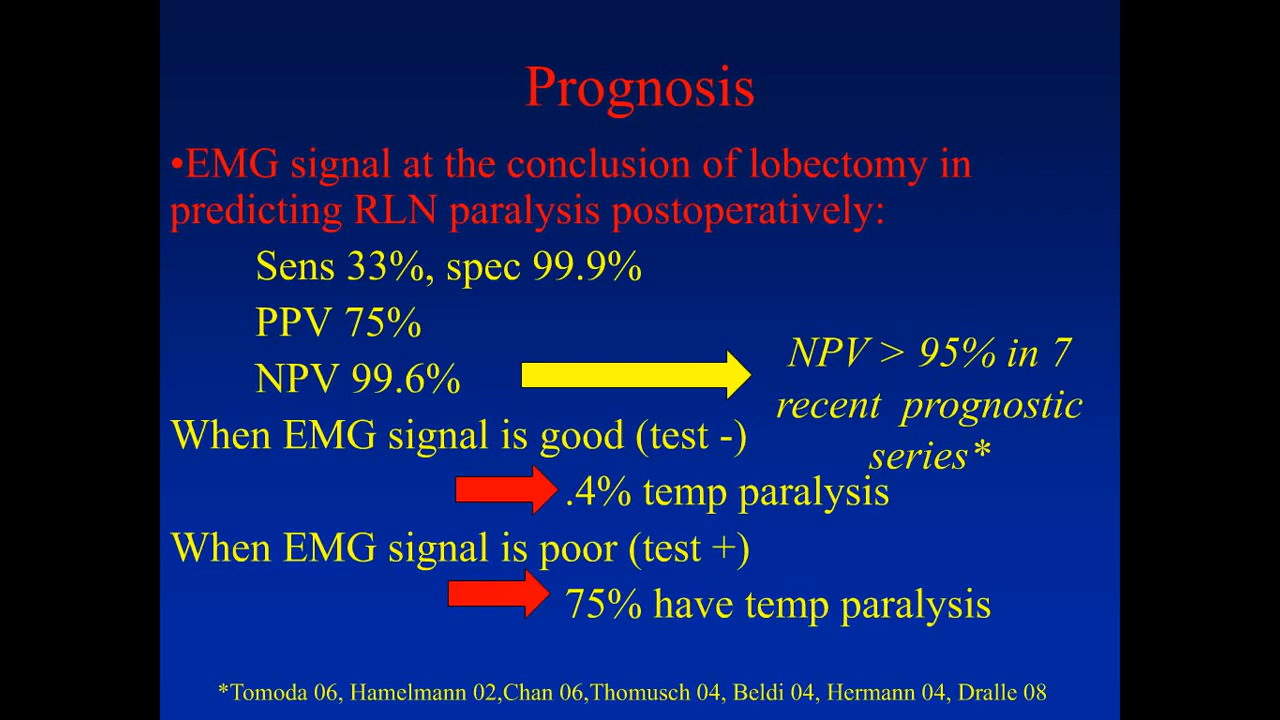 Prognosis
•EMG signal at the conclusion of lobectomy in
predicting RLN paralysis postoperatively:
Sens 33%, spec 99.9%
PPV 75%
NPV 99.6%
NPV > 95% in 7
recent prognostic
series*
When EMG signal is good (test -)
.4% temp paralysis
When EMG signal is poor (test +)
75% have temp paralysis
*Tomoda 06, Hamelmann 02,Chan 06,Thomusch 04, Beldi 04, Hermann 04, Dralle 08